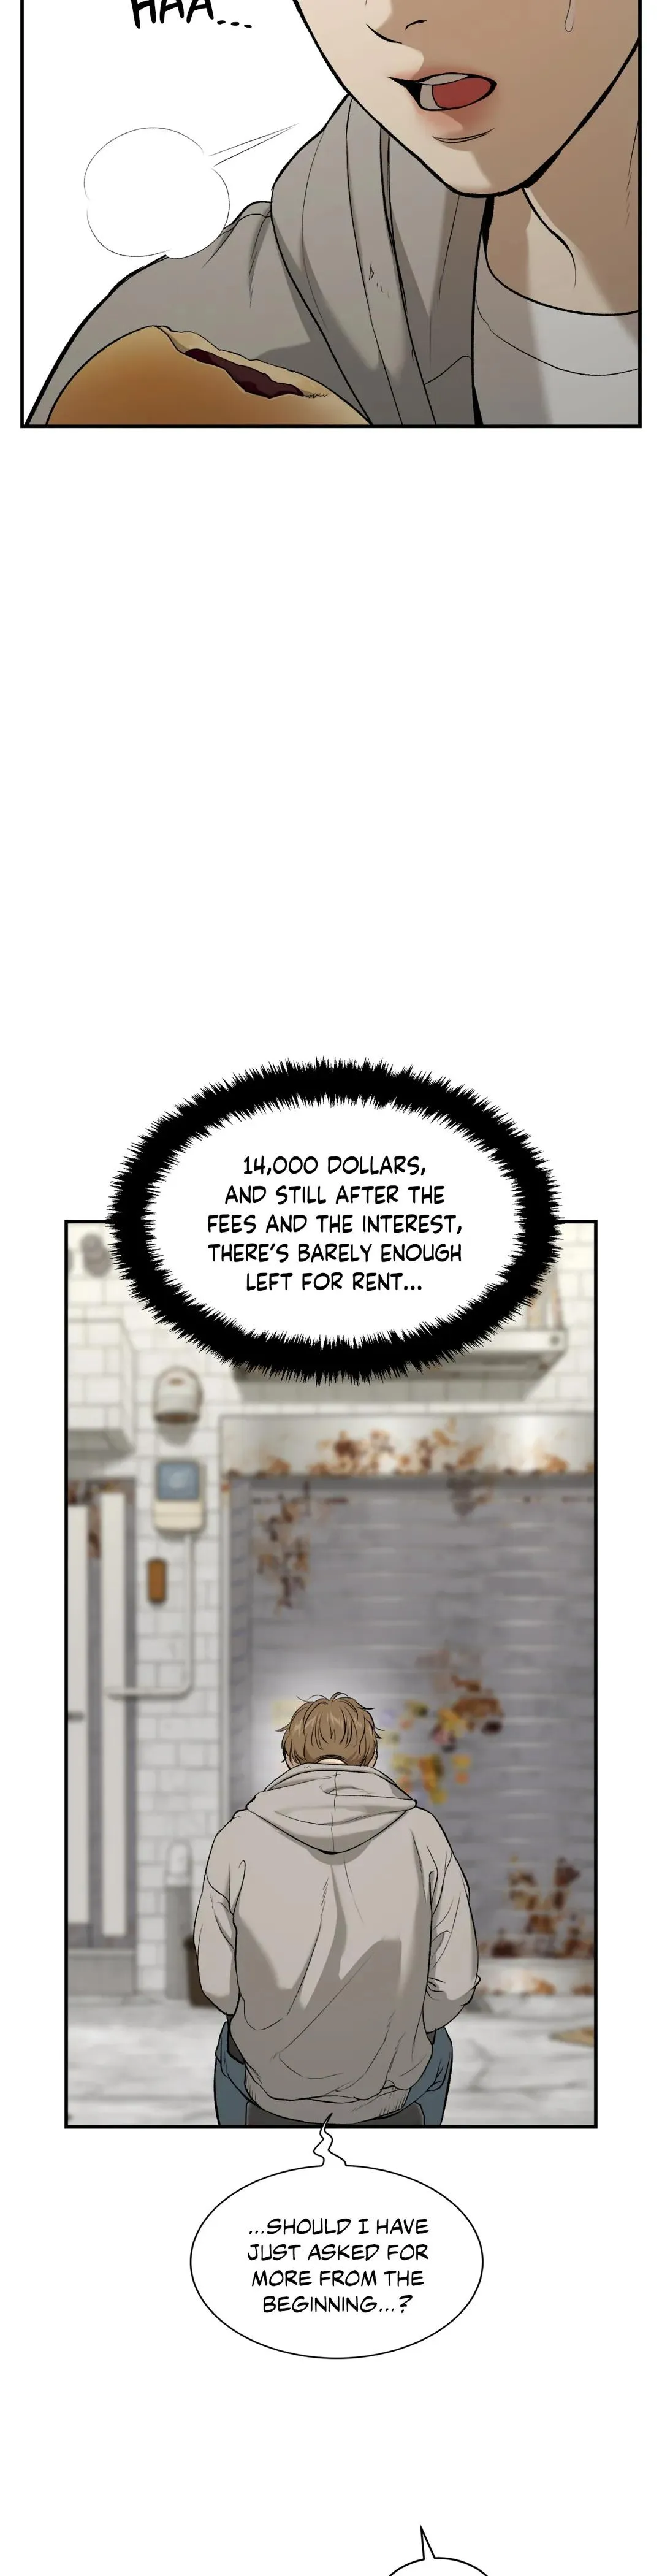 HAA...
14,000 DOLLARS,
AND STILL AFTER THE
FEES AND THE INTEREST,
THERE'S BARELY ENOUGH
LEFT FOR RENT...
...SHOULD I HAVE
JUST ASKED FOR
MORE FROM THE
BEGINNING...?